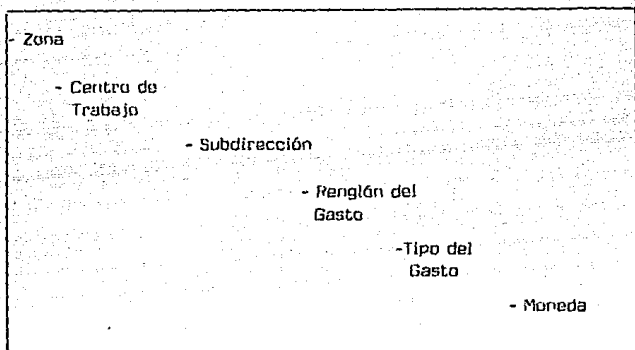 - Zona
- Centro de
Trabajo
- Subdirección
- Renglón del
Gasto
-Tipo del
Gasto
- Moneda